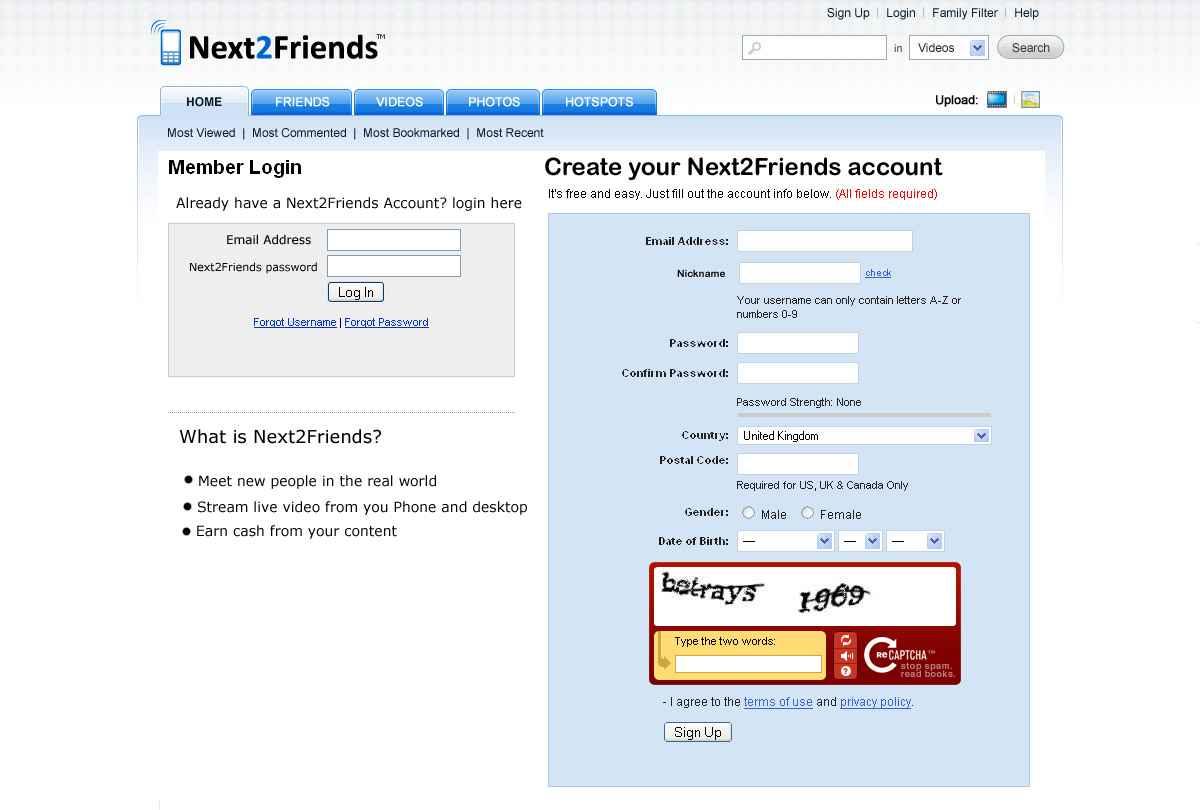 Sign Up | Login | Family Filter | Help
Next2Friends™
in Videos Search
HOME FRIENDS VIDEOS PHOTOS HOTSPOTS Upload:
Most Viewed | Most Commented | Most Bookmarked | Most Recent
Member Login
Already have a Next2Friends Account? login here
Email Address
Next2Friends password
Log In
Forgot Username | Forgot Password
What is Next2Friends?
● Meet new people in the real world
● Stream live video from you Phone and desktop
● Earn cash from your content
Create your Next2Friends account
It's free and easy. Just fill out the account info below. (All fields required)
Email Address:
Nickname check
Your username can only contain letters A-Z or
numbers 0-9
Password:
Confirm Password:
Password Strength: None
Country: United Kingdom
Postal Code:
Required for US, UK & Canada Only
Gender: Male Female
Date of Birth: — — —
betrays 1969
Type the two words:
?
reCAPTCHA™
stop spam.
read books.
- I agree to the terms of use and privacy policy.
Sign Up